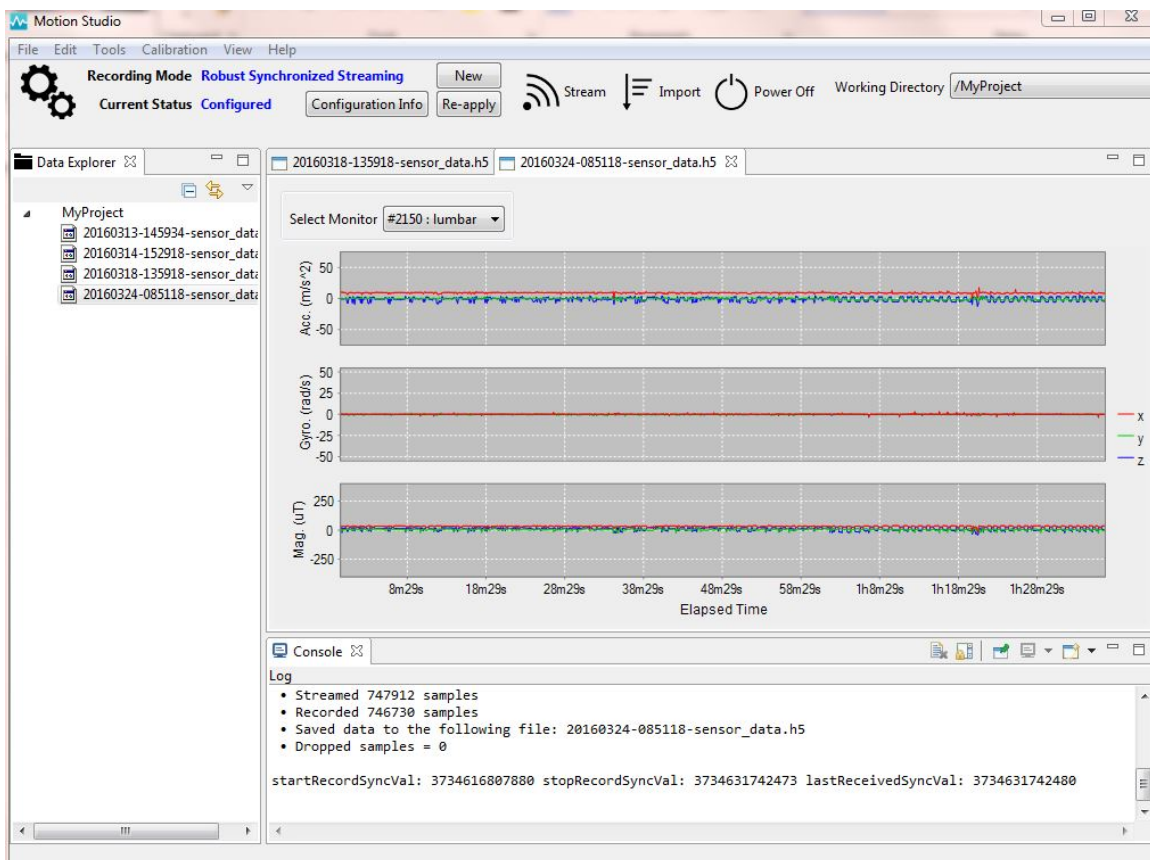 Motion Studio
File Edit Tools Calibration View Help
Recording Mode Robust Synchronized Streaming New
Current Status Configured Configuration Info Re-apply
Stream Import Power Off Working Directory /MyProject
Data Explorer
20160318-135918-sensor_data.h5 20160324-085118-sensor_data.h5
MyProject
20160313-145934-sensor_data
20160314-152918-sensor_data
20160318-135918-sensor_data
20160324-085118-sensor_data
Select Monitor #2150 : lumbar
Acc. (m/s^2)
50
0
-50
Gyro. (rad/s)
50
25
0
-25
-50
x
y
z
Mag. (uT)
250
0
-250
8m29s 18m29s 28m29s 38m29s 48m29s 58m29s 1h8m29s 1h18m29s 1h28m29s
Elapsed Time
Console
Log
• Streamed 747912 samples
• Recorded 746730 samples
• Saved data to the following file: 20160324-085118-sensor_data.h5
• Dropped samples = 0
startRecordSyncVal: 3734616807880 stopRecordSyncVal: 3734631742473 lastReceivedSyncVal: 3734631742480